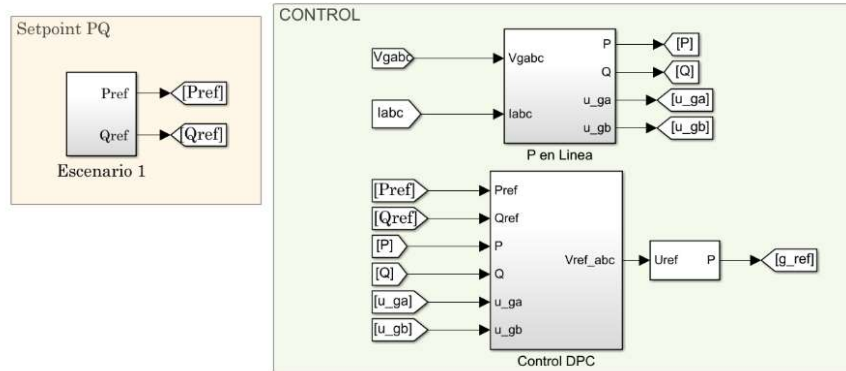 Setpoint PQ
Pref
[Pref]
Qref
[Qref]
Escenario 1
CONTROL
Vgabc
Vgabc
Iabc
Iabc
P
[P]
Q
[Q]
u_ga
[u_ga]
u_gb
[u_gb]
P en Linea
[Pref]
Pref
[Qref]
Qref
[P]
P
[Q]
Q
[u_ga]
u_ga
[u_gb]
u_gb
Vref_abc
Uref
P
[g_ref]
Control DPC